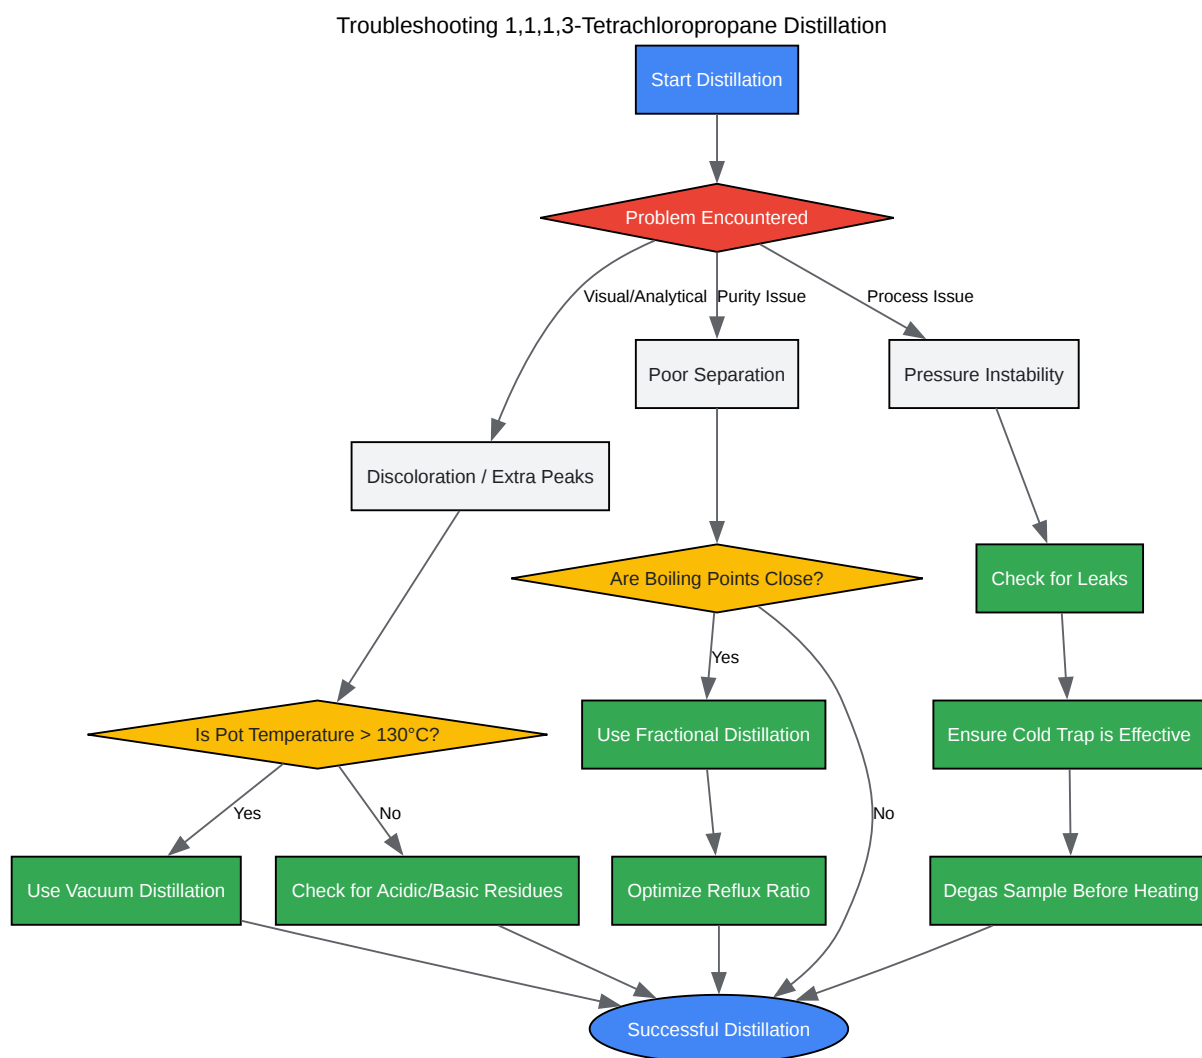 Troubleshooting 1,1,1,3-Tetrachloropropane Distillation
Start Distillation
Problem Encountered
Visual/Analytical
Purity Issue
Process Issue
Poor Separation
Pressure Instability
Discoloration / Extra Peaks
Are Boiling Points Close?
Check for Leaks
Yes
Is Pot Temperature > 130°C?
Use Fractional Distillation
Ensure Cold Trap is Effective
Yes
No
No
Use Vacuum Distillation
Check for Acidic/Basic Residues
Optimize Reflux Ratio
Degas Sample Before Heating
Successful Distillation